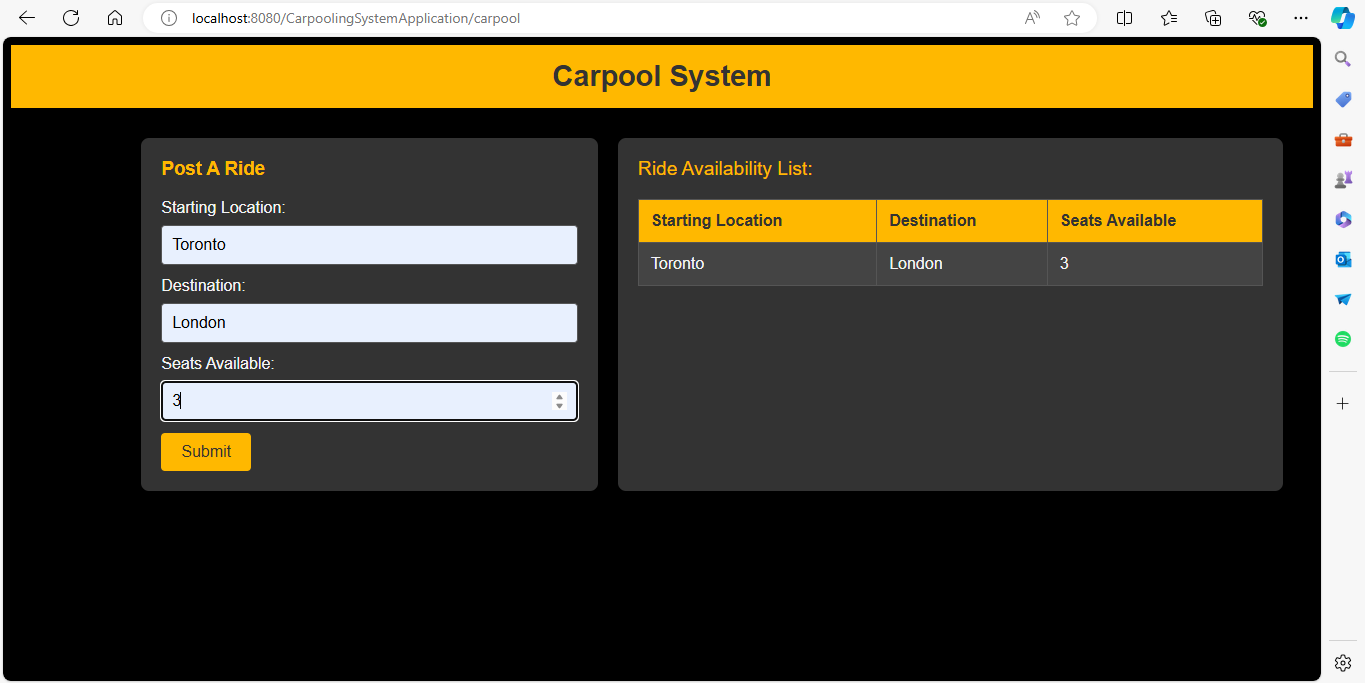 localhost:8080/CarpoolingSystemApplication/carpool
Carpool System
Post A Ride
Starting Location:
Toronto
Destination:
London
Seats Available:
3
Submit
Ride Availability List:
Starting Location Destination Seats Available
Toronto London 3